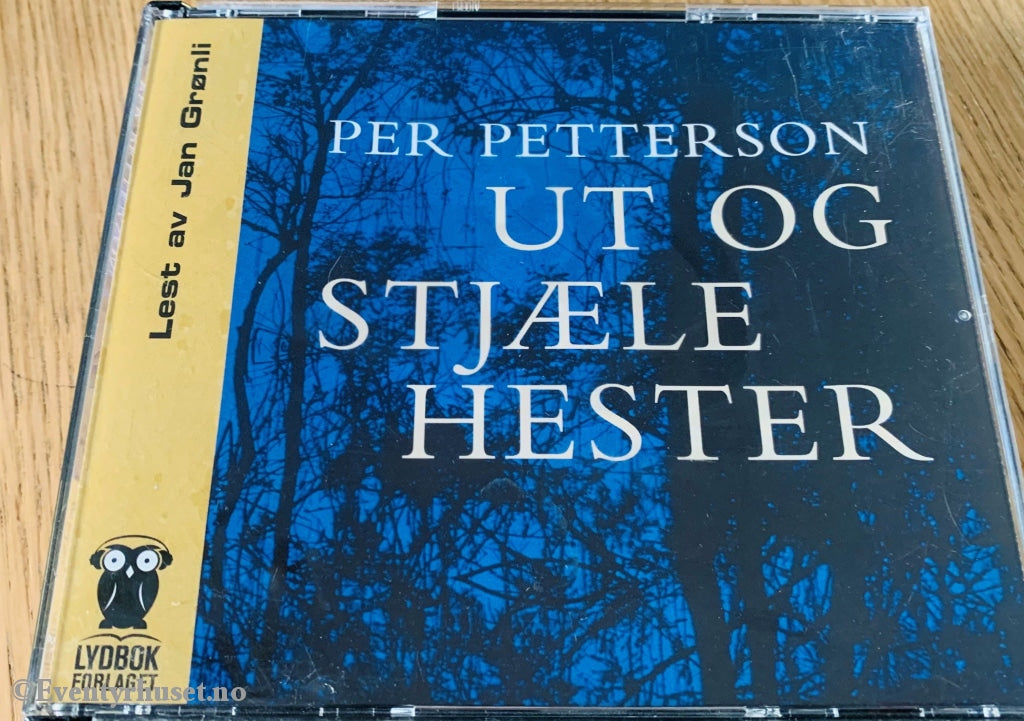 Lest av Jan Grønli
PER PETTERSON
UT OG
STJÆLE
HESTER
LYDBOK
FORLAGET
©Eventyrhuset.no